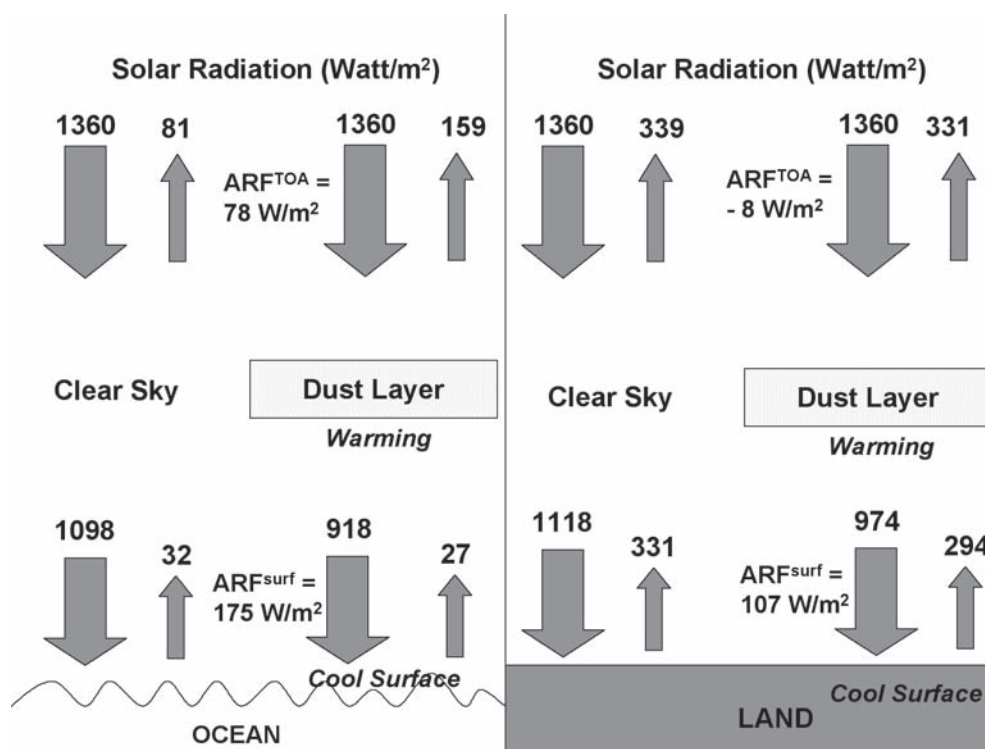 Solar Radiation (Watt/m²)
1360
81
1360
159
ARFᵀᴼᴬ =
78 W/m²
Clear Sky
Dust Layer
Warming
1098
32
918
27
ARFˢᵘʳᶠ =
175 W/m²
Cool Surface
OCEAN
Solar Radiation (Watt/m²)
1360
339
1360
331
ARFᵀᴼᴬ =
- 8 W/m²
Clear Sky
Dust Layer
Warming
1118
331
974
294
ARFˢᵘʳᶠ =
107 W/m²
Cool Surface
LAND